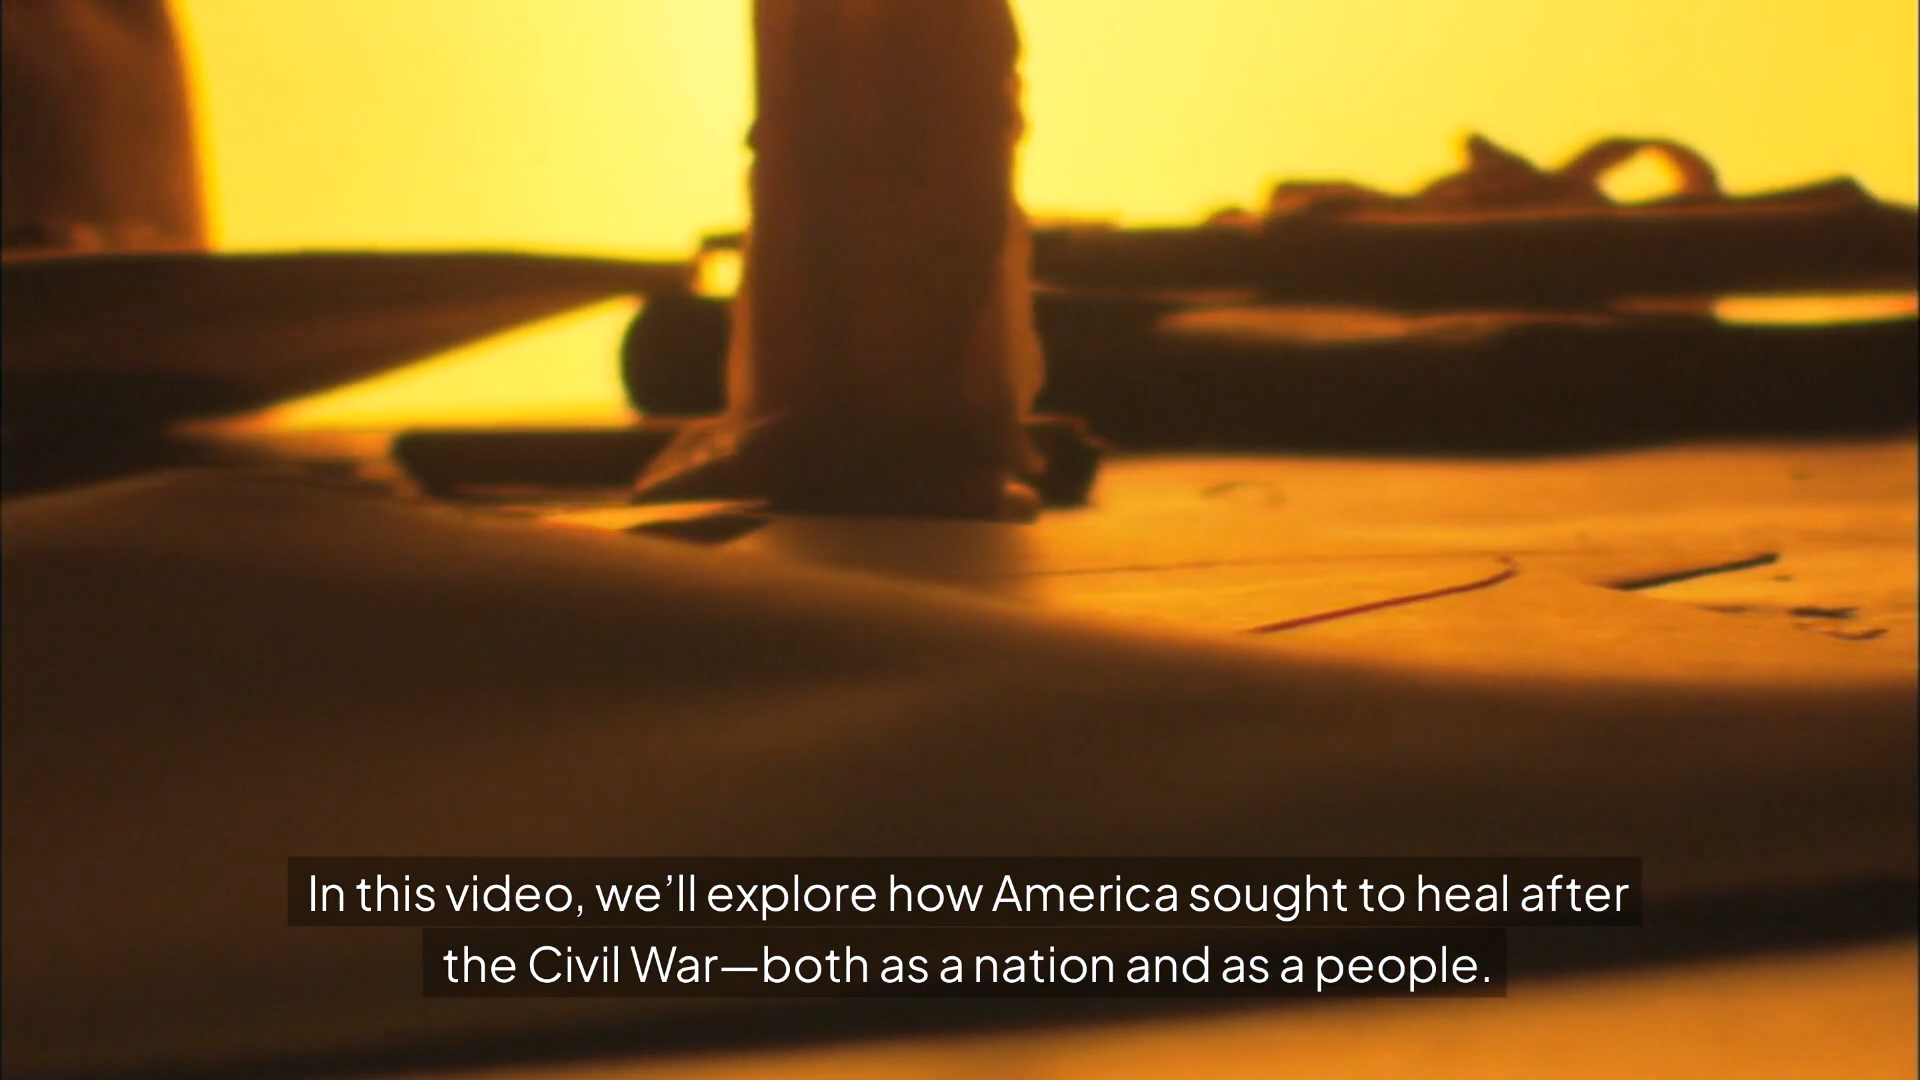 In this video, we’ll explore how America sought to heal after
the Civil War—both as a nation and as a people.